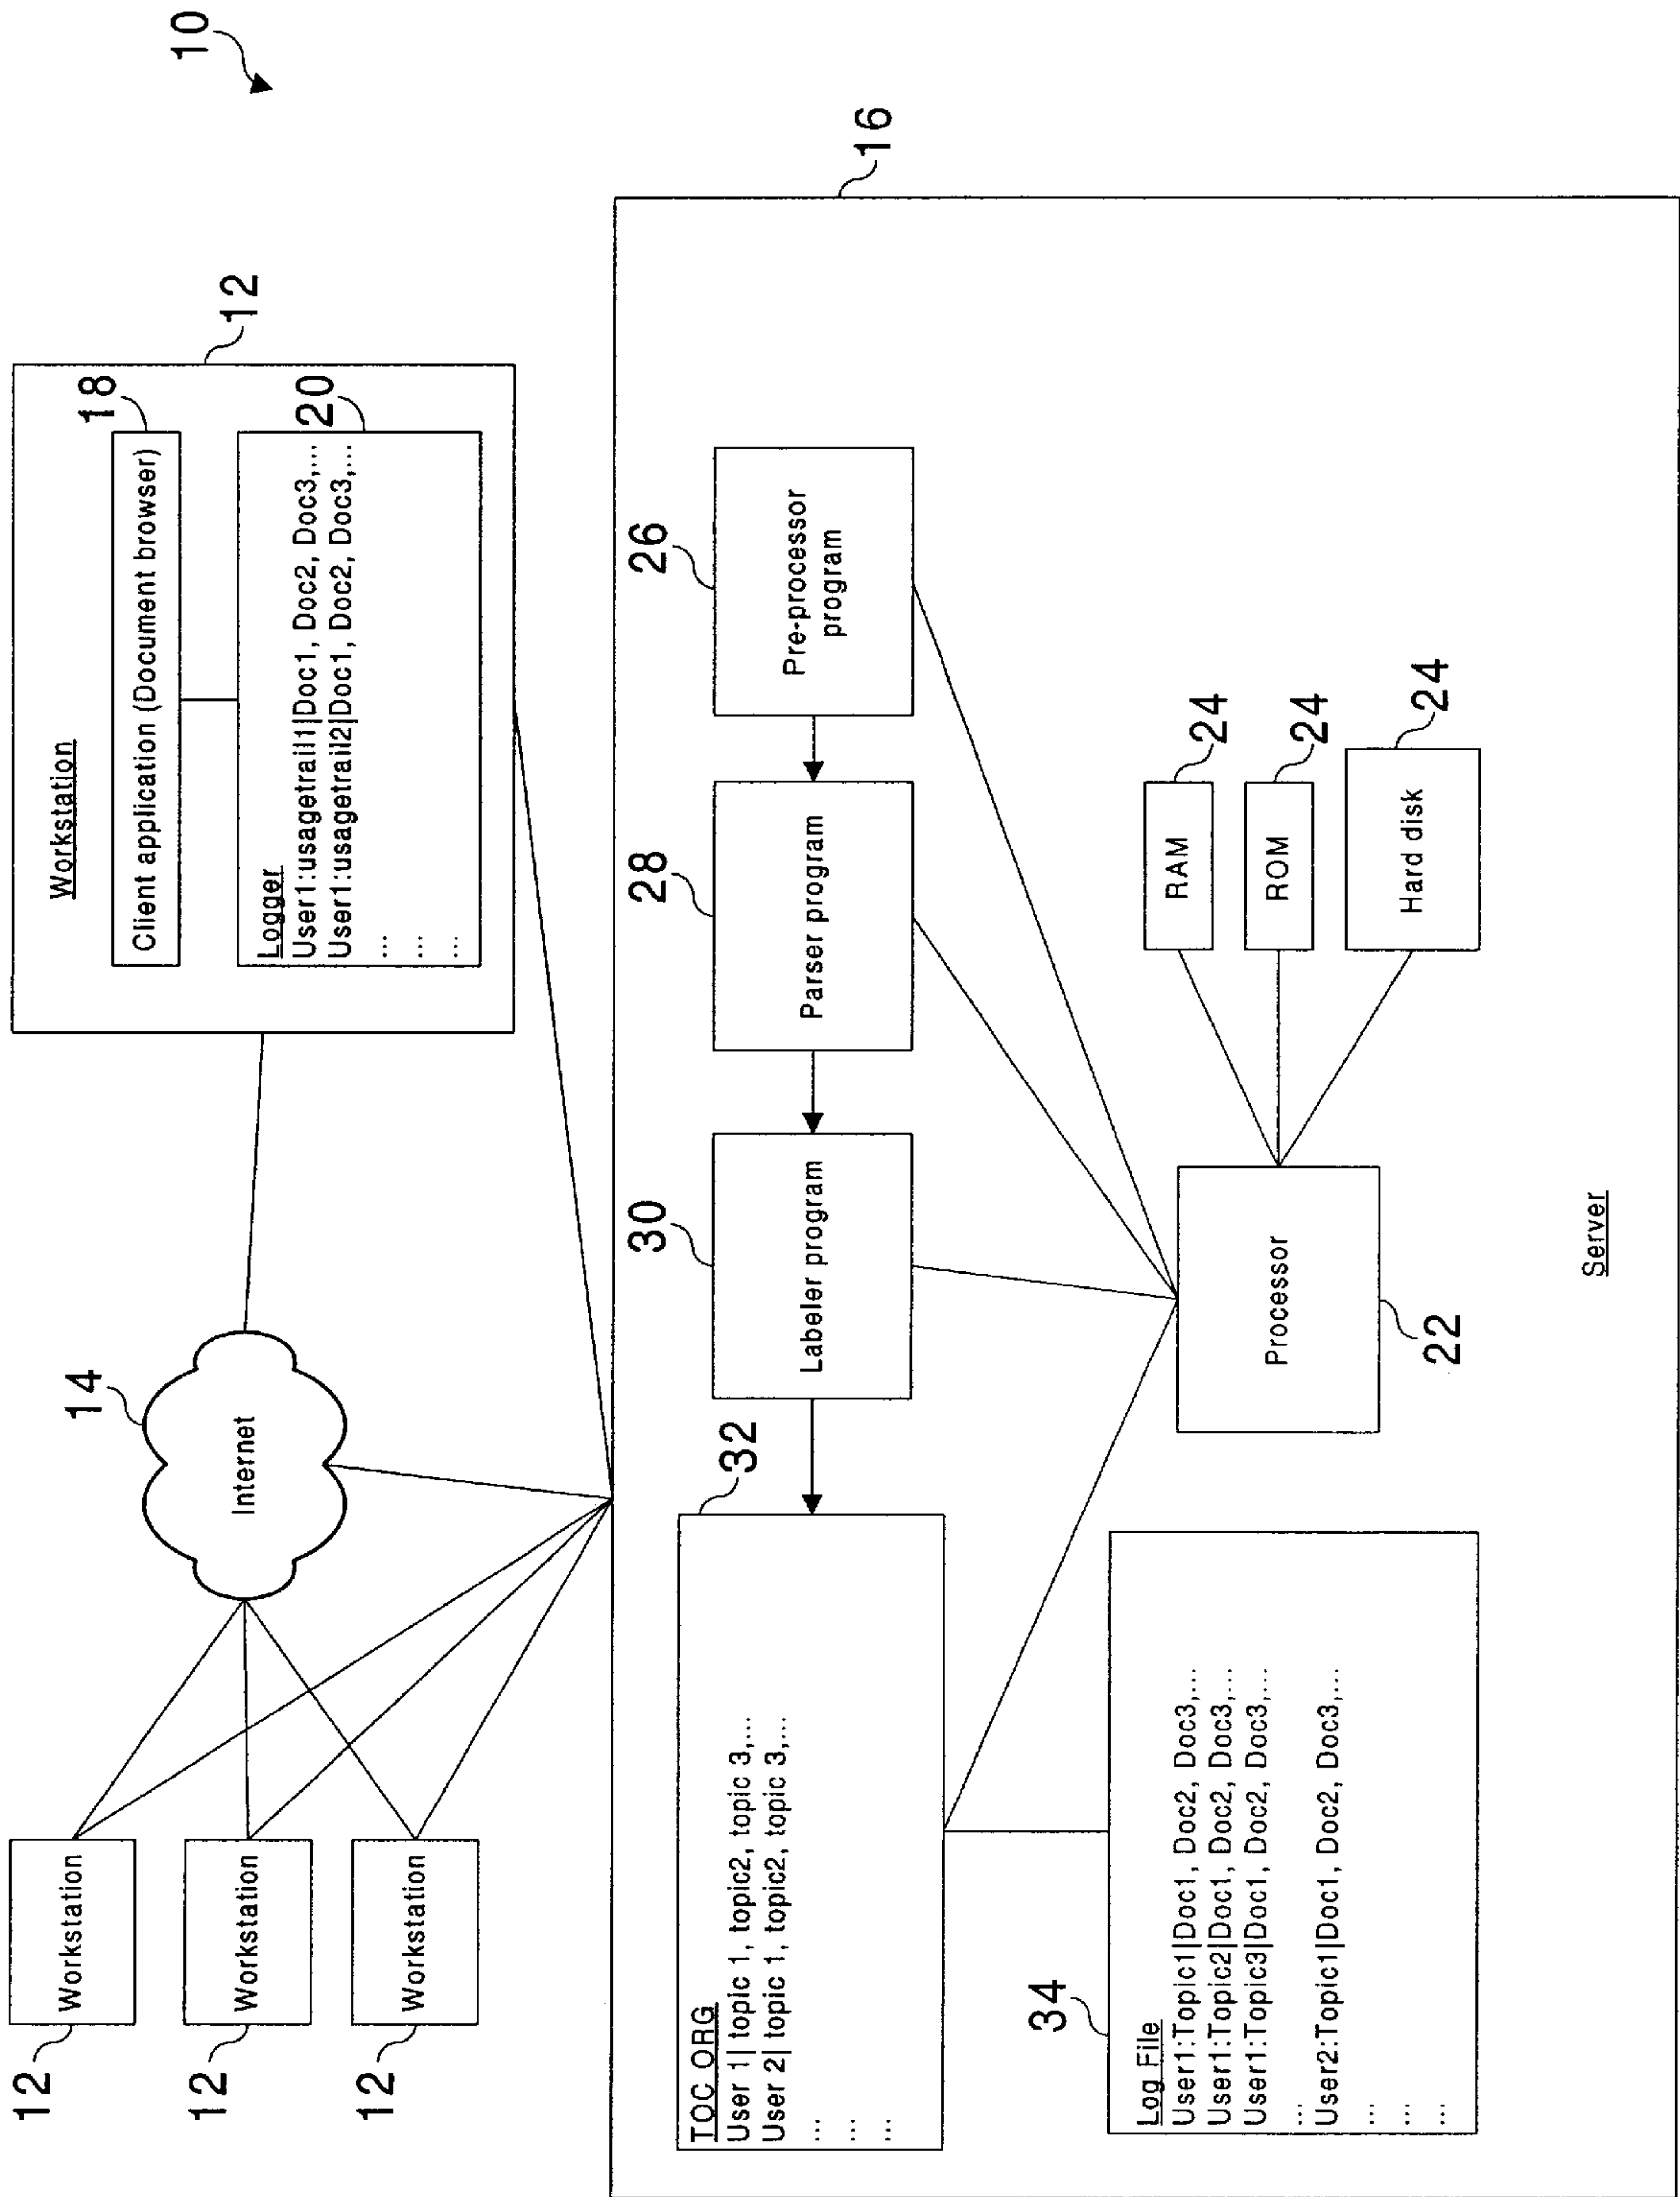 10
12
Workstation
12
Workstation
12
Workstation
14
Internet
Workstation
12
Client application (Document browser)
18
Logger
20
User1:usagetrail1|Doc1, Doc2, Doc3,...
User1:usagetrail2|Doc1, Doc2, Doc3,...
...
...
...
16
TOC ORG
32
User 1| topic 1, topic2, topic 3,...
User 2| topic 1, topic2, topic 3,...
...
...
...
30
Labeler program
28
Parser program
26
Pre-processor
program
34
Log File
User1:Topic1|Doc1, Doc2, Doc3,...
User1:Topic2|Doc1, Doc2, Doc3,...
User1:Topic3|Doc1, Doc2, Doc3,...
...
User2:Topic1|Doc1, Doc2, Doc3,...
...
...
...
Processor
22
RAM
24
ROM
24
Hard disk
24
Server